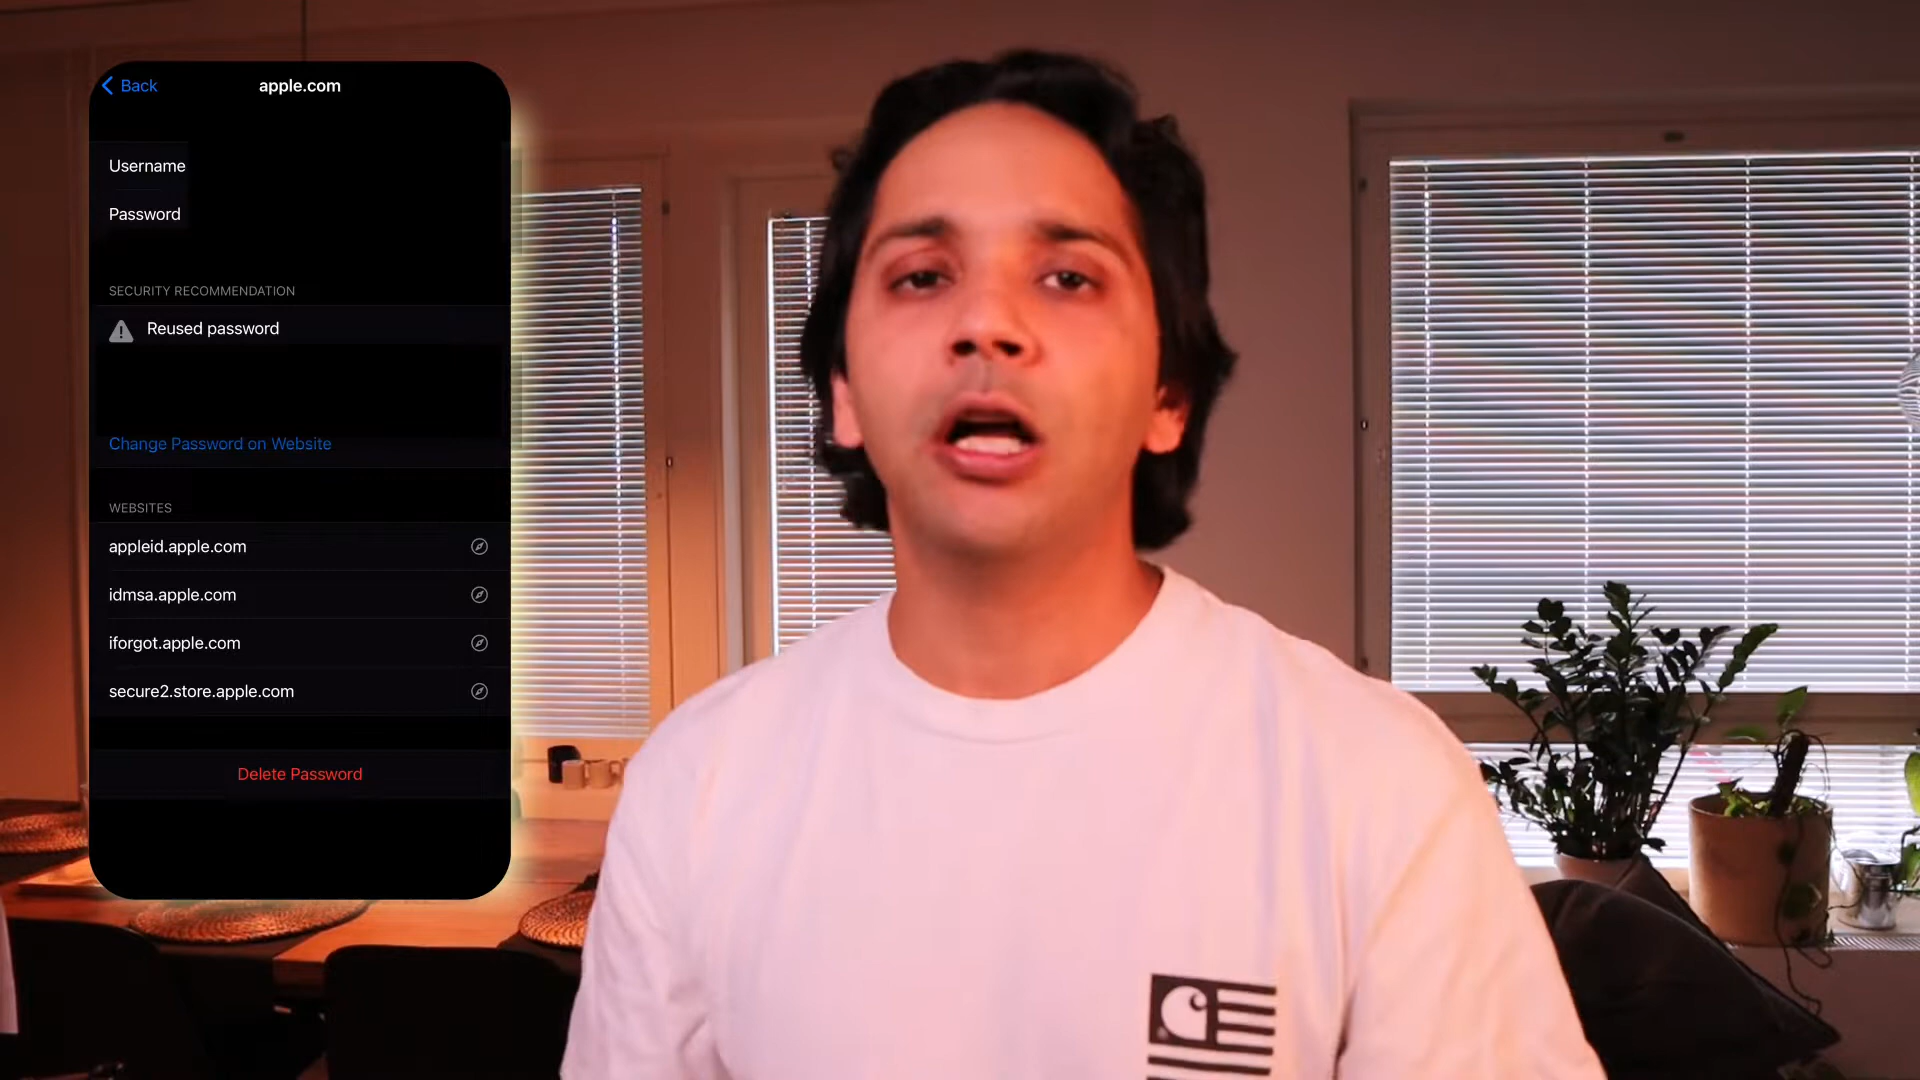 Back
apple.com
Username
Password
SECURITY RECOMMENDATION
Reused password
Change Password on Website
WEBSITES
appleid.apple.com
idmsa.apple.com
iforgot.apple.com
secure2.store.apple.com
Delete Password